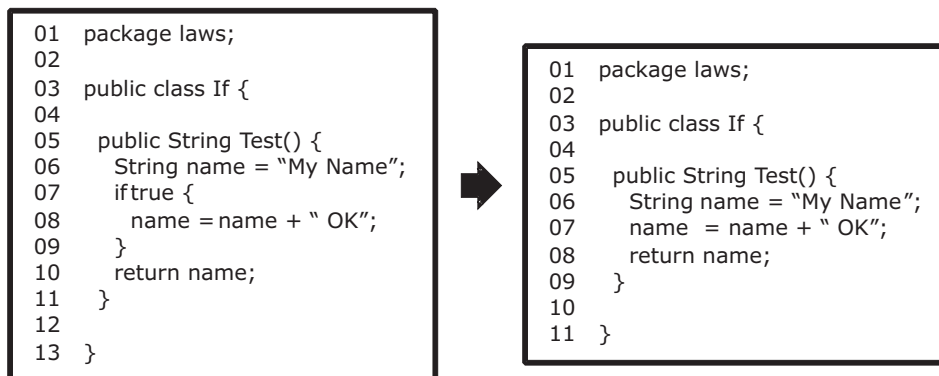 01 package laws;
02
03 public class If {
04
05 public String Test() {
06 String name = “My Name”;
07 if true {
08 name = name + “ OK”;
09 }
10 return name;
11 }
12
13 }
01 package laws;
02
03 public class If {
04
05 public String Test() {
06 String name = “My Name”;
07 name = name + “ OK”;
08 return name;
09 }
10
11 }